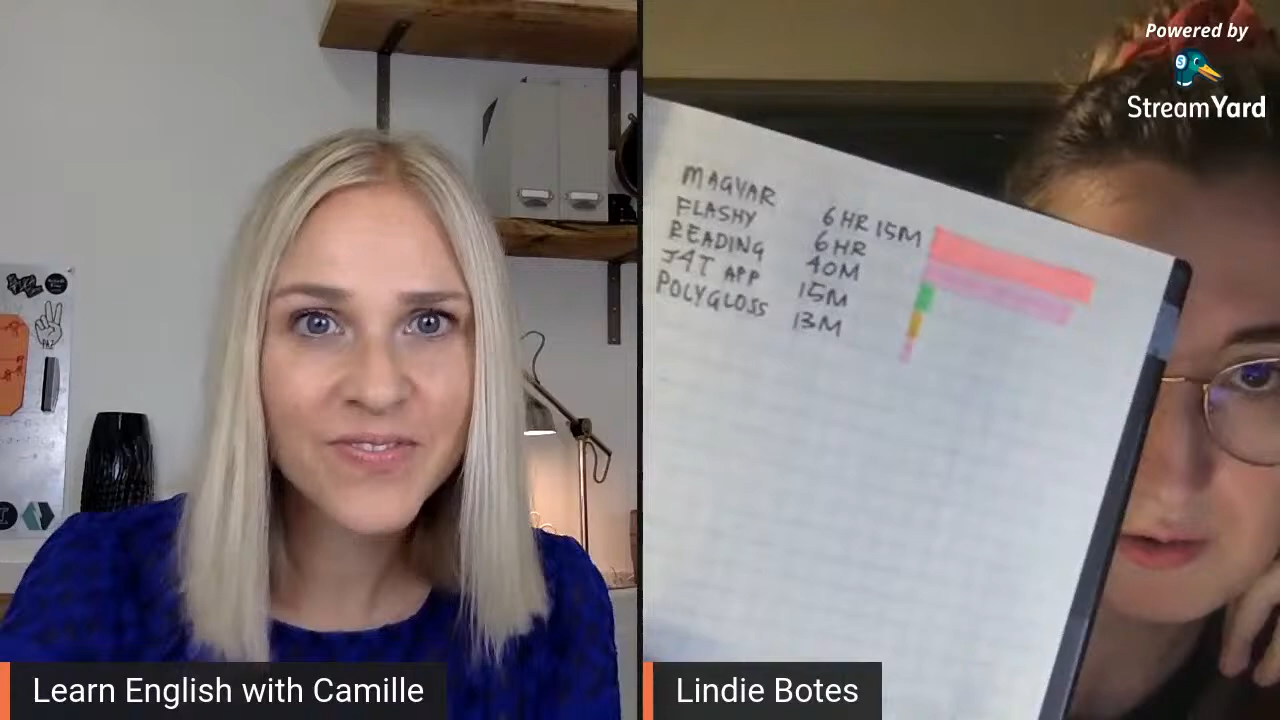 Powered by
StreamYard
MAGYAR 6 HR 15M
FLASHY 6 HR
READING 40M
J4T APP 15M
POLYGLOSS 13M
Learn English with Camille
Lindie Botes